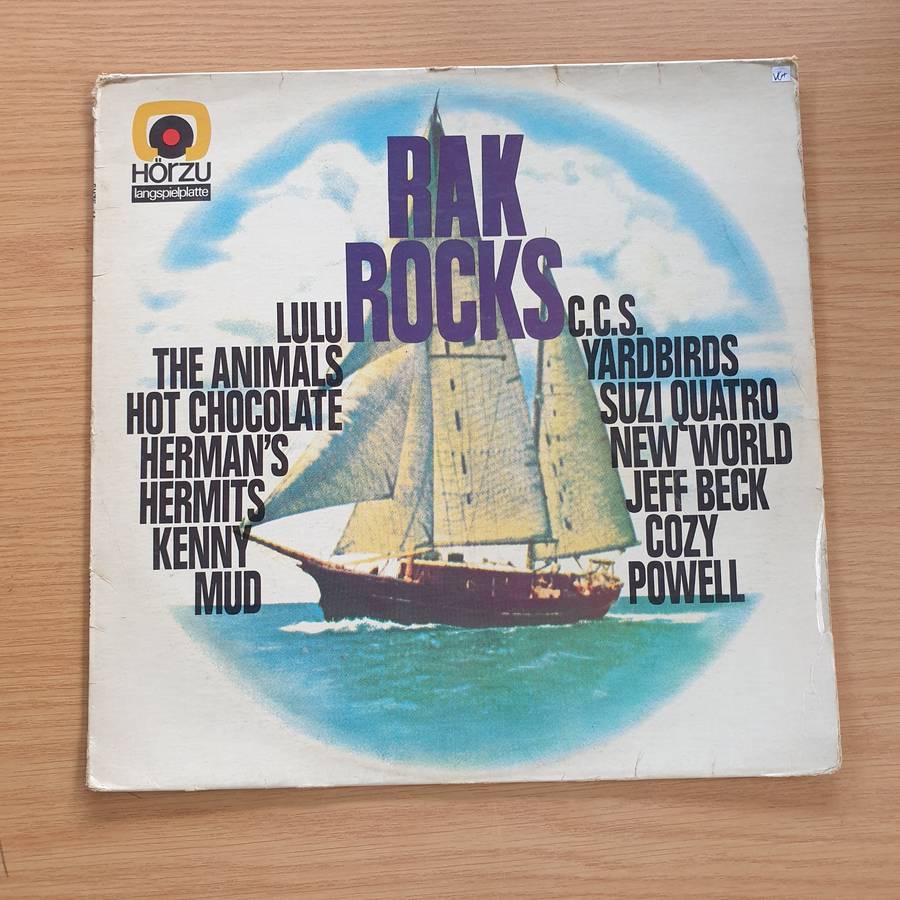 HÖRZU
langspielplatte
VG+
RAK
ROCKS
LULU
THE ANIMALS
HOT CHOCOLATE
HERMAN'S
HERMITS
KENNY
MUD
C.C.S.
YARDBIRDS
SUZI QUATRO
NEW WORLD
JEFF BECK
COZY
POWELL